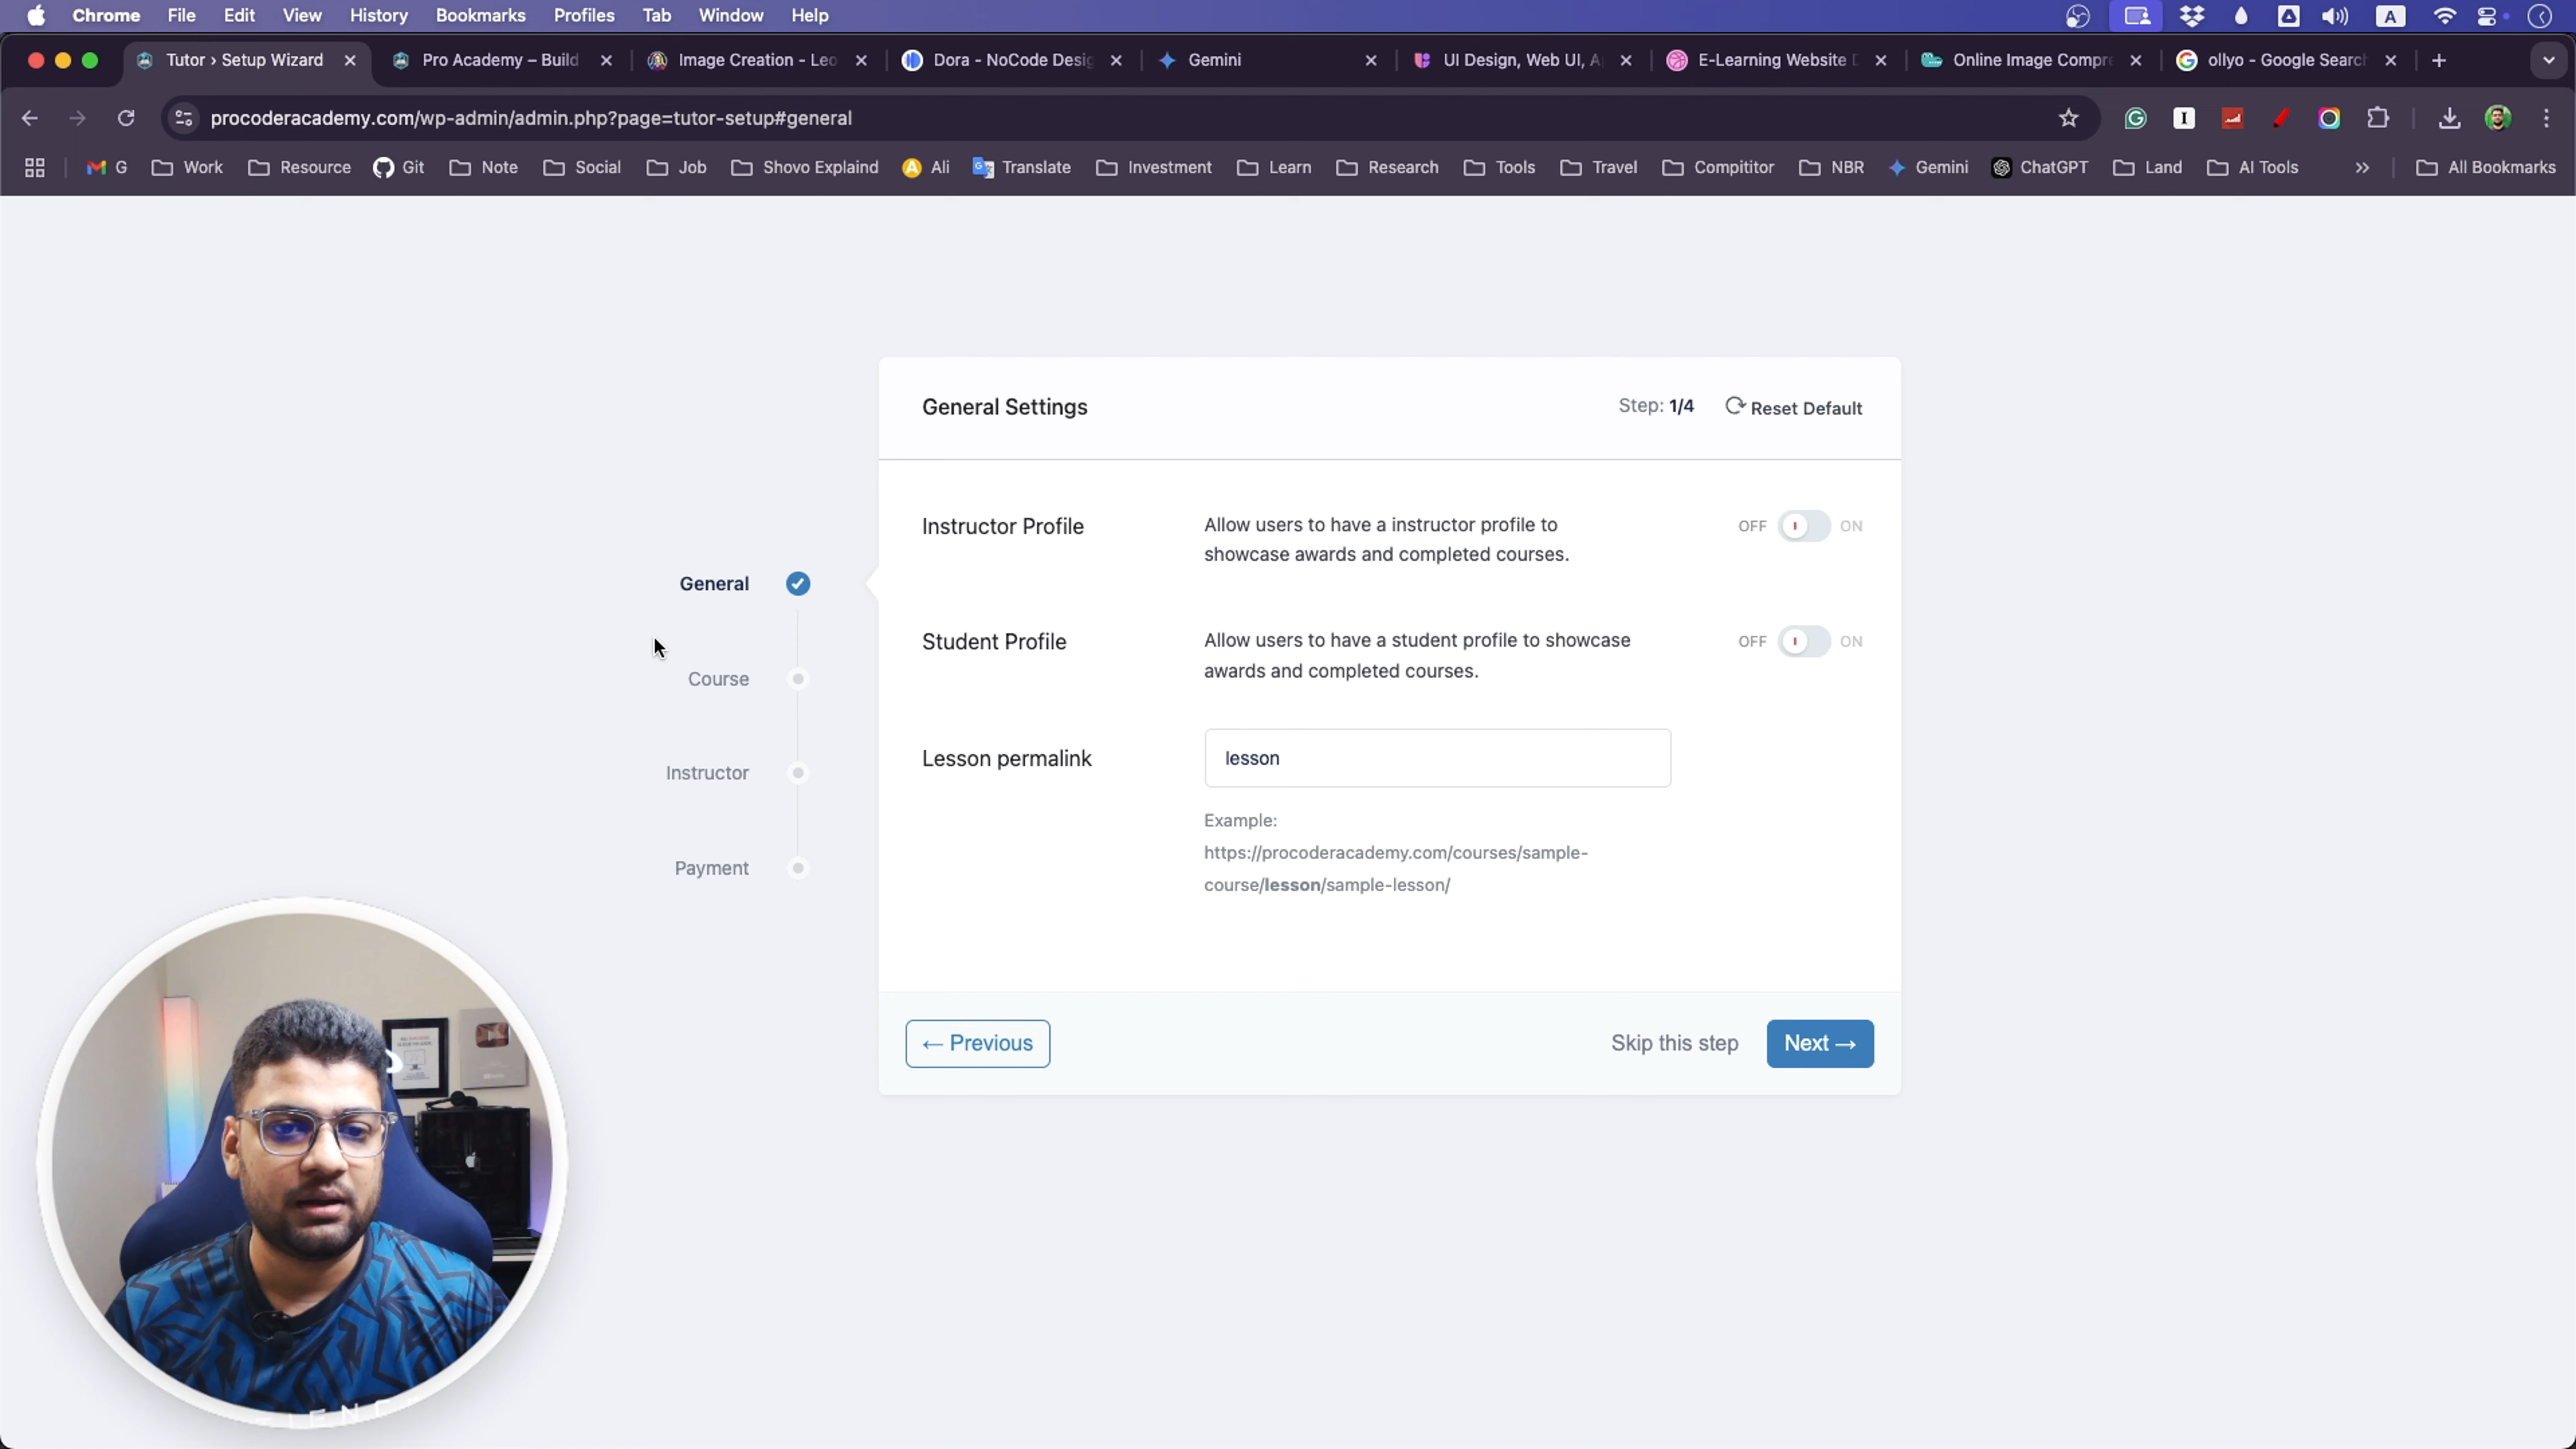 Chrome File Edit View History Bookmarks Profiles Tab Window Help
Tutor › Setup Wizard
Pro Academy – Build
Image Creation - Leo
Dora - NoCode Desig
Gemini
UI Design, Web UI, A
E-Learning Website D
Online Image Compr
ollyo - Google Search
procoderacademy.com/wp-admin/admin.php?page=tutor-setup#general
G Work Resource Git Note Social Job Shovo Explaind Ali Translate Investment Learn Research Tools Travel Compititor NBR Gemini ChatGPT Land AI Tools » All Bookmarks
General Settings
Step: 1/4
Reset Default
Instructor Profile
Allow users to have a instructor profile to
showcase awards and completed courses.
OFF ON
Student Profile
Allow users to have a student profile to showcase
awards and completed courses.
OFF ON
Lesson permalink
lesson
Example:
https://procoderacademy.com/courses/sample-
course/lesson/sample-lesson/
General
Course
Instructor
Payment
← Previous
Skip this step
Next →